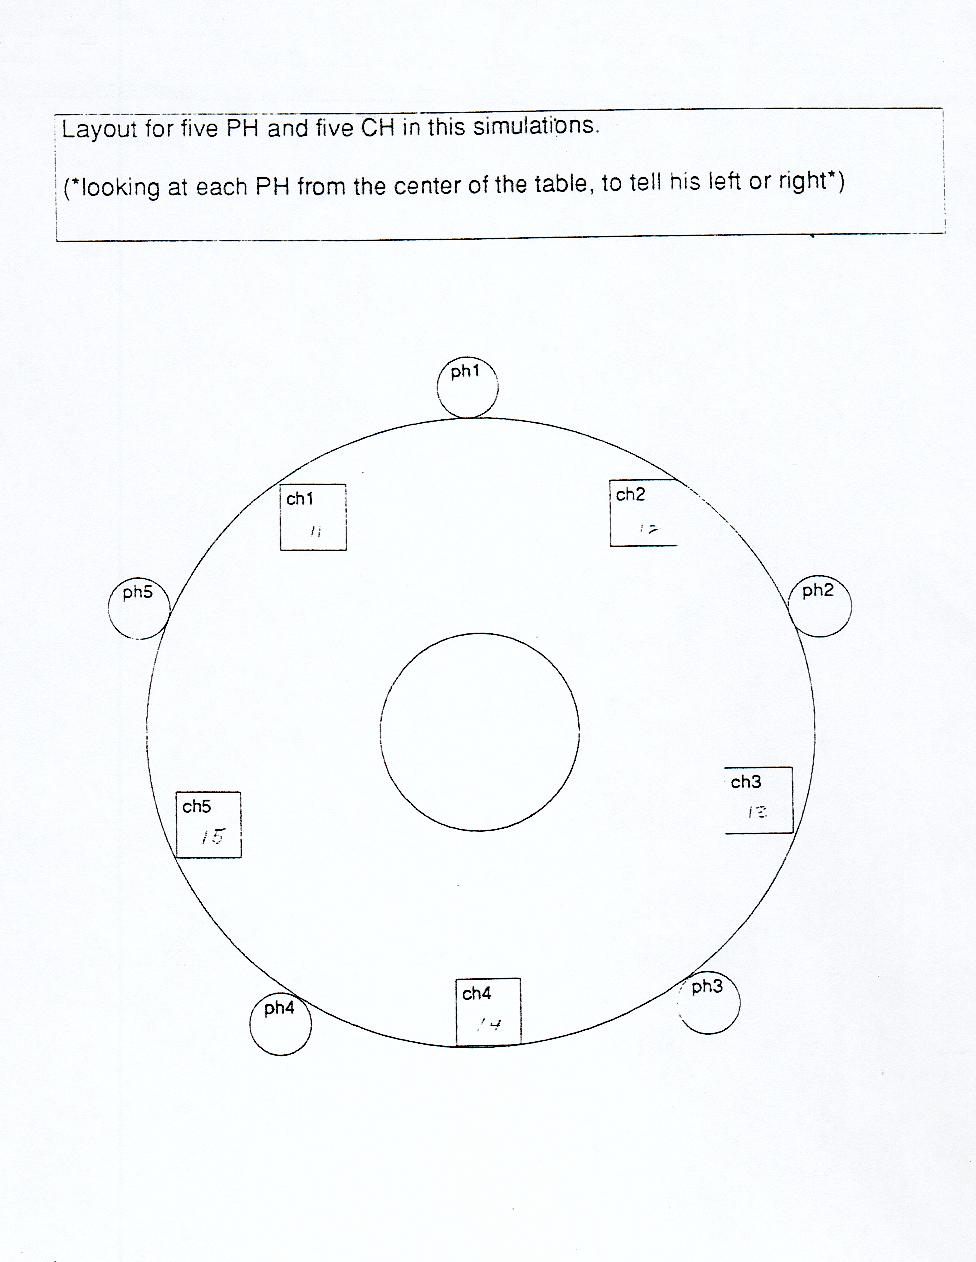 Layout for five PH and five CH in this simulations.
(*looking at each PH from the center of the table, to tell his left or right*)
ph1
ch1
11
ch2
12
ph5
ph2
ch3
13
ch5
15
ch4
14
ph3
ph4